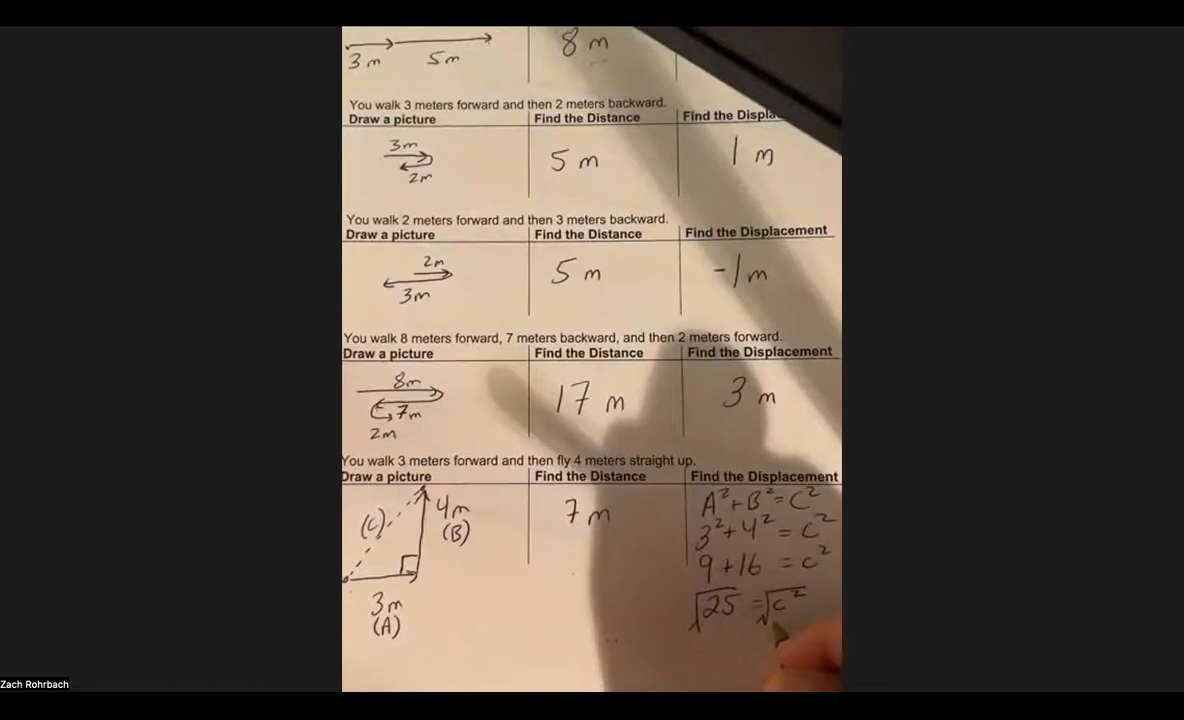 3 m 5 m 8 m
You walk 3 meters forward and then 2 meters backward.
Draw a picture Find the Distance Find the Displa
3m
2m
5 m
1 m
You walk 2 meters forward and then 3 meters backward.
Draw a picture Find the Distance Find the Displacement
2m
3m
5 m
-1 m
You walk 8 meters forward, 7 meters backward, and then 2 meters forward.
Draw a picture Find the Distance Find the Displacement
8m
7m
2m
17 m
3 m
You walk 3 meters forward and then fly 4 meters straight up.
Draw a picture Find the Distance Find the Displacement
(C)
4m
(B)
3m
(A)
7 m
A² + B² = C²
3² + 4² = C²
9 + 16 = c²
√25 = √c²
Zach Rohrbach